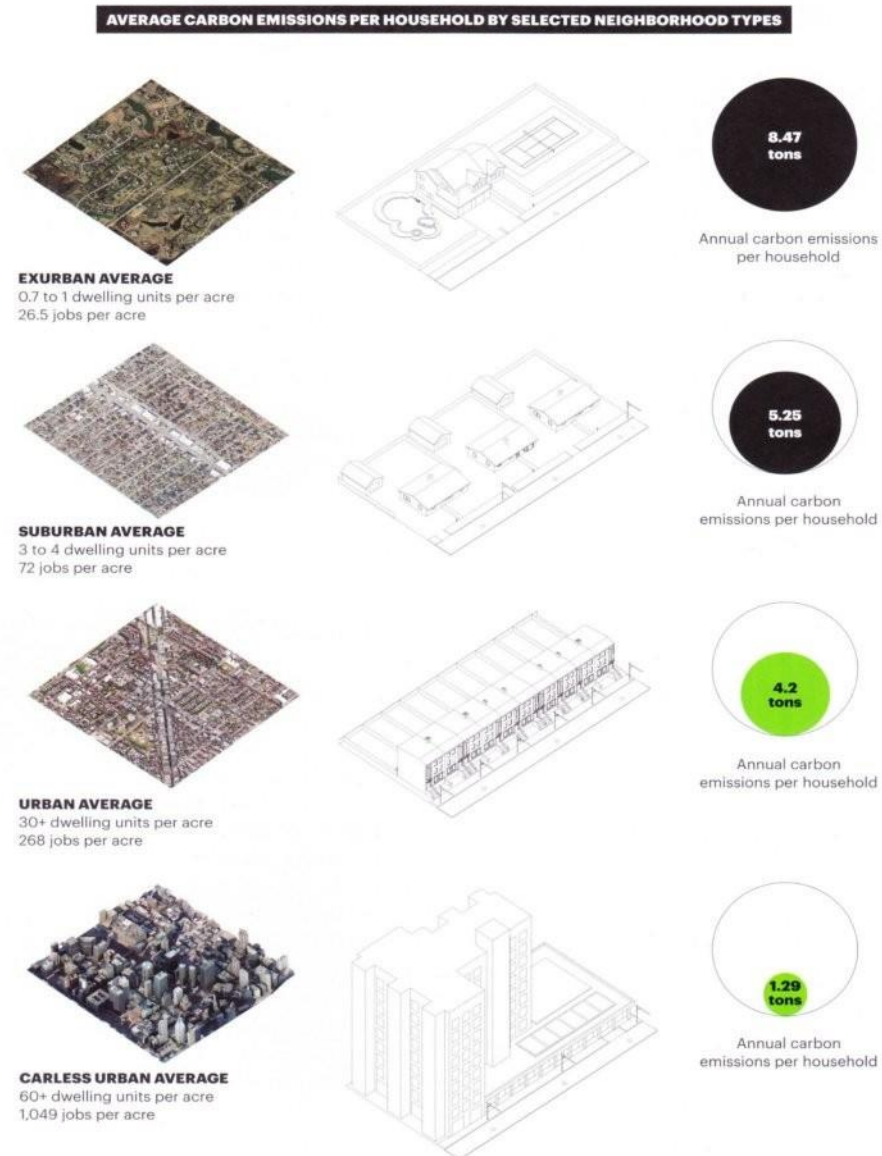 AVERAGE CARBON EMISSIONS PER HOUSEHOLD BY SELECTED NEIGHBORHOOD TYPES
8.47
tons
Annual carbon emissions
per household
EXURBAN AVERAGE
0.7 to 1 dwelling units per acre
26.5 jobs per acre
5.25
tons
Annual carbon
emissions per household
SUBURBAN AVERAGE
3 to 4 dwelling units per acre
72 jobs per acre
4.2
tons
Annual carbon
emissions per household
URBAN AVERAGE
30+ dwelling units per acre
268 jobs per acre
1.29
tons
Annual carbon
emissions per household
CARLESS URBAN AVERAGE
60+ dwelling units per acre
1,049 jobs per acre